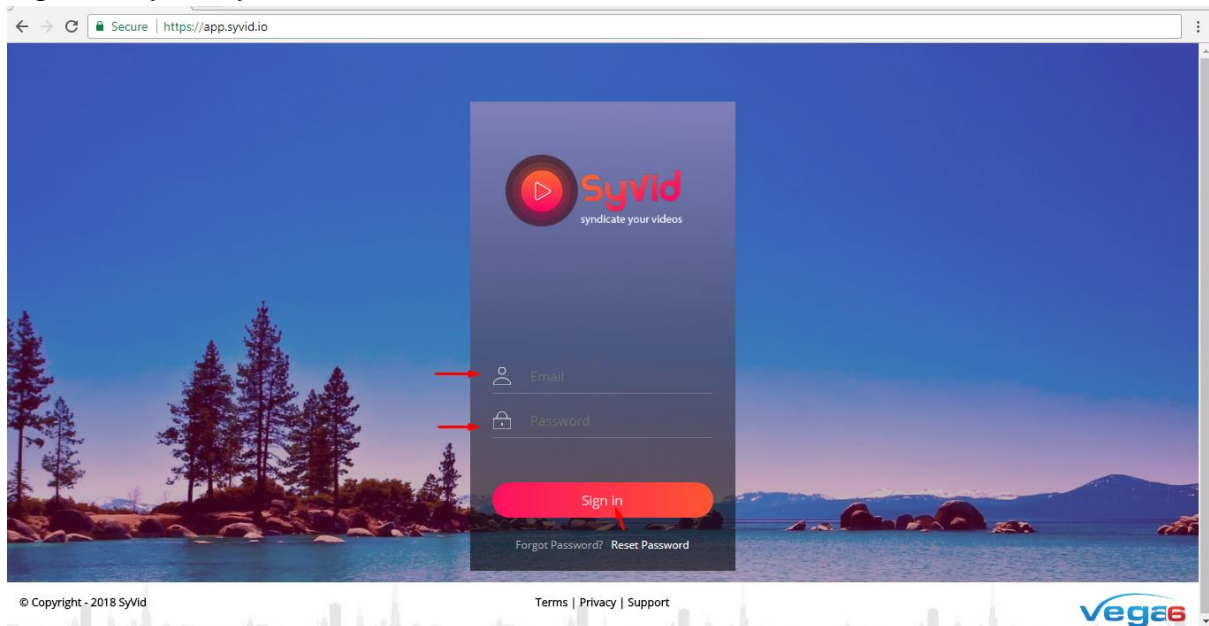 Secure | https://app.syvid.io
SyVid
syndicate your videos
Email
Password
Sign in
Forgot Password? Reset Password
© Copyright - 2018 SyVid
Terms | Privacy | Support
vega6